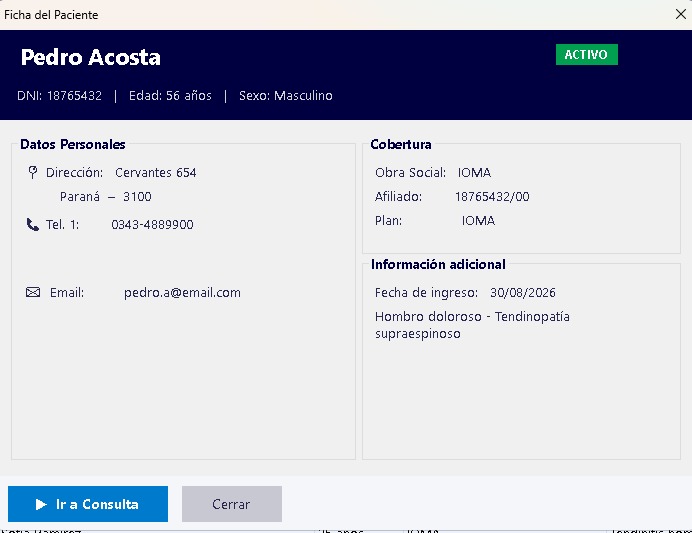 Ficha del Paciente
Pedro Acosta
ACTIVO
DNI: 18765432 | Edad: 56 años | Sexo: Masculino
Datos Personales
Dirección: Cervantes 654
Paraná – 3100
Tel. 1: 0343-4889900
Email: pedro.a@email.com
Cobertura
Obra Social: IOMA
Afiliado: 18765432/00
Plan: IOMA
Información adicional
Fecha de ingreso: 30/08/2026
Hombro doloroso - Tendinopatía
supraespinoso
Ir a Consulta
Cerrar